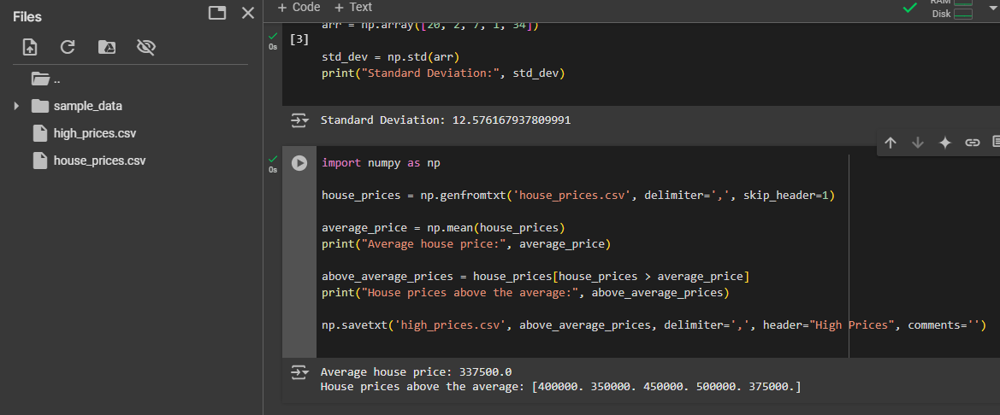 Files
+ Code + Text
RAM
Disk
..
sample_data
high_prices.csv
house_prices.csv
arr = np.array([20, 2, 7, 1, 34])
[3]
0s
std_dev = np.std(arr)
print("Standard Deviation:", std_dev)
Standard Deviation: 12.576167937809991
0s
import numpy as np
house_prices = np.genfromtxt('house_prices.csv', delimiter=',', skip_header=1)
average_price = np.mean(house_prices)
print("Average house price:", average_price)
above_average_prices = house_prices[house_prices > average_price]
print("House prices above the average:", above_average_prices)
np.savetxt('high_prices.csv', above_average_prices, delimiter=',', header="High Prices", comments='')
Average house price: 337500.0
House prices above the average: [400000. 350000. 450000. 500000. 375000.]